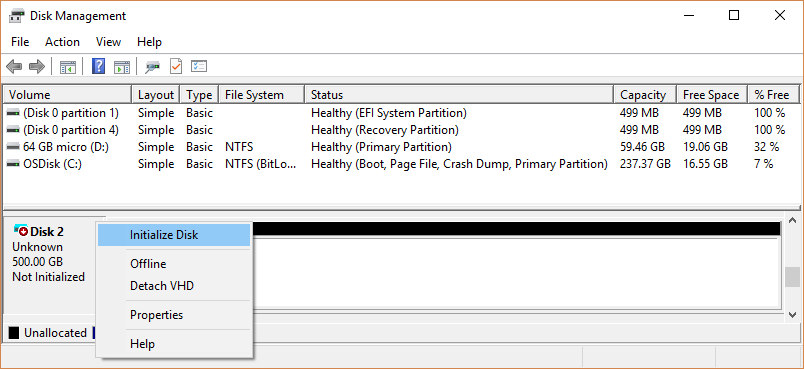 Disk Management
File Action View Help
Volume Layout Type File System Status Capacity Free Space % Free
(Disk 0 partition 1) Simple Basic Healthy (EFI System Partition) 499 MB 499 MB 100 %
(Disk 0 partition 4) Simple Basic Healthy (Recovery Partition) 499 MB 499 MB 100 %
64 GB micro (D:) Simple Basic NTFS Healthy (Primary Partition) 59.46 GB 19.06 GB 32 %
OSDisk (C:) Simple Basic NTFS (BitLo... Healthy (Boot, Page File, Crash Dump, Primary Partition) 237.37 GB 16.55 GB 7 %
Disk 2
Unknown
500.00 GB
Not Initialized
Initialize Disk
Offline
Detach VHD
Properties
Help
Unallocated